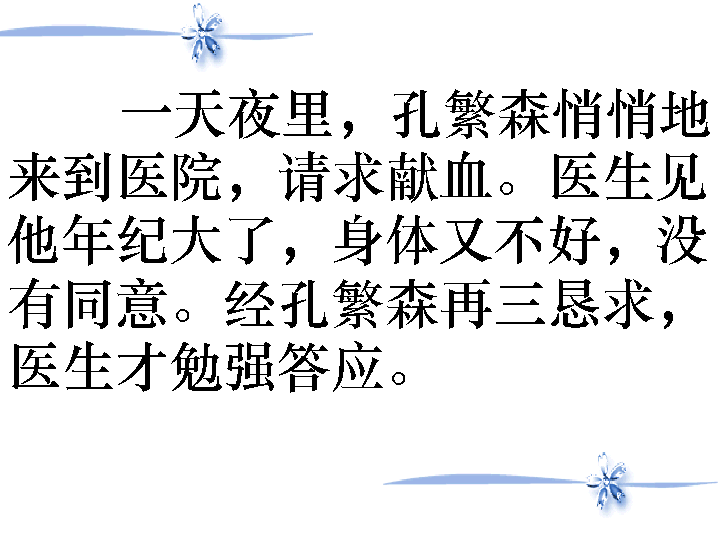 一天夜里，孔繁森悄悄地
来到医院，请求献血。医生见
他年纪大了，身体又不好，没
有同意。经孔繁森再三恳求，
医生才勉强答应。